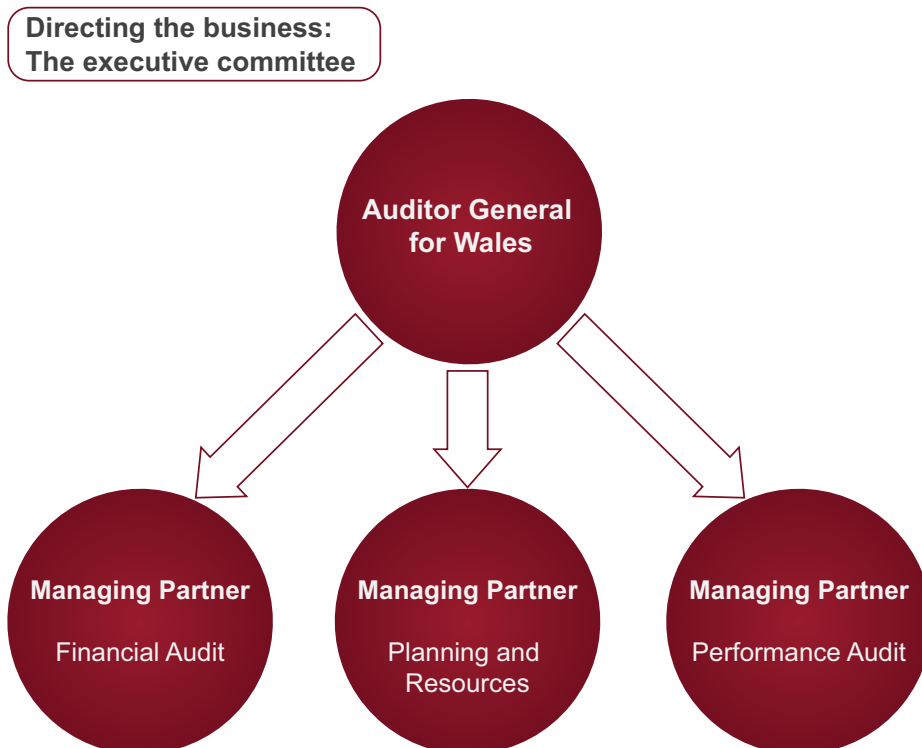 Directing the business:
The executive committee
Auditor General
for Wales
Managing Partner
Financial Audit
Managing Partner
Planning and
Resources
Managing Partner
Performance Audit